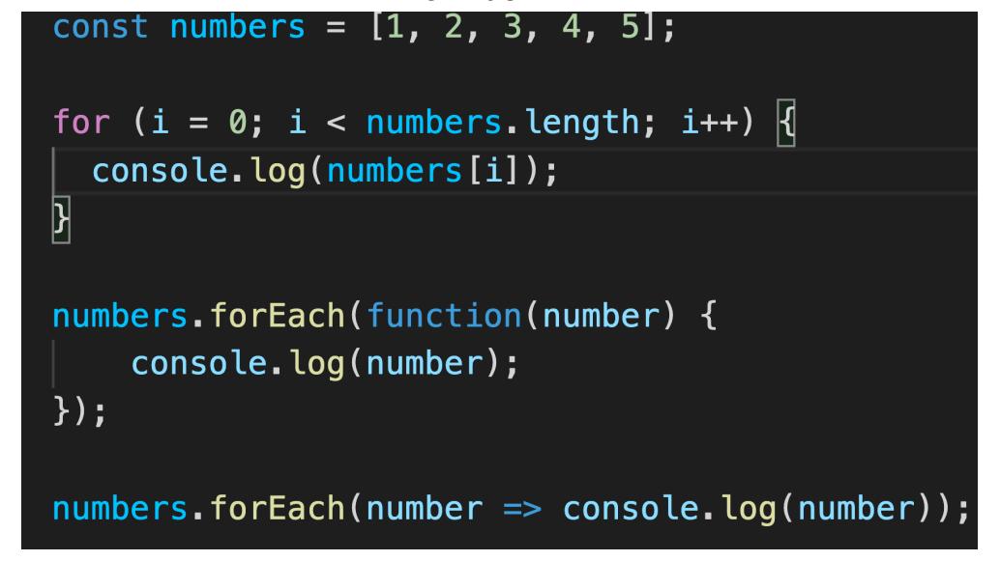 const numbers = [1, 2, 3, 4, 5];
for (i = 0; i < numbers.length; i++) {
  console.log(numbers[i]);
}
numbers.forEach(function(number) {
    console.log(number);
});
numbers.forEach(number => console.log(number));